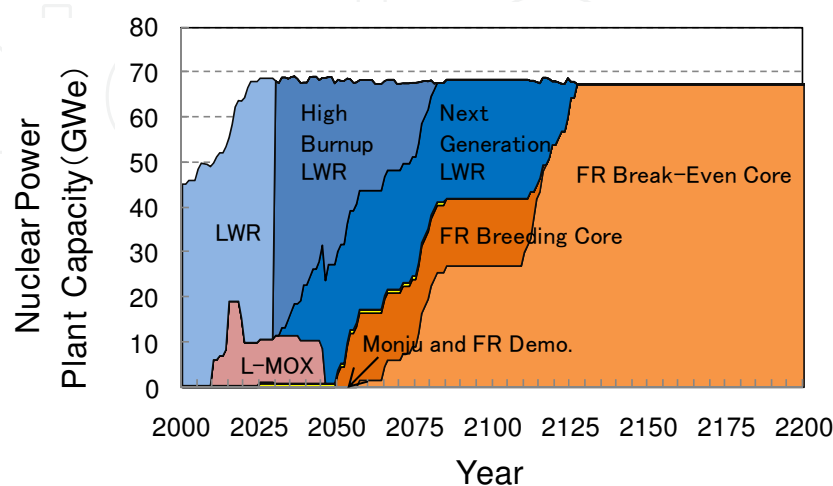 Nuclear Power
Plant Capacity(GWe)
80
70
60
50
40
30
20
10
0
High
Burnup
LWR
Next
Generation
LWR
LWR
FR Break-Even Core
FR Breeding Core
L-MOX
Monju and FR Demo.
2000 2025 2050 2075 2100 2125 2150 2175 2200
Year